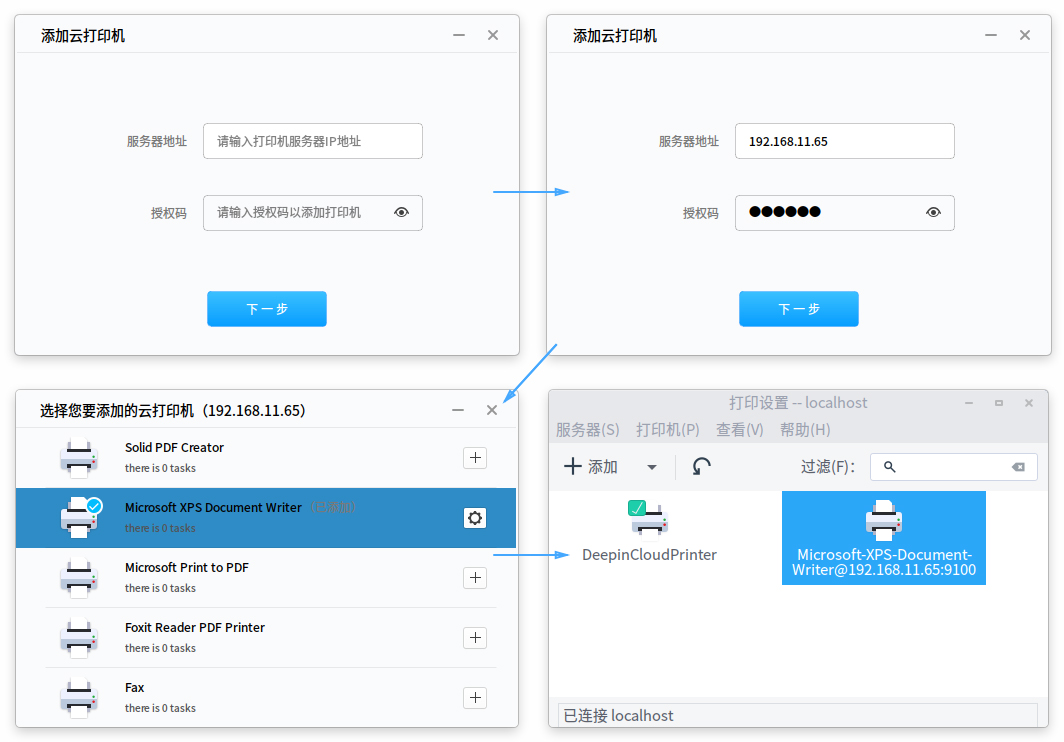 添加云打印机
服务器地址 请输入打印机服务器IP地址
授权码 请输入授权码以添加打印机
下一步
添加云打印机
服务器地址 192.168.11.65
授权码 ●●●●●●
下一步
选择您要添加的云打印机（192.168.11.65）
Solid PDF Creator
there is 0 tasks
Microsoft XPS Document Writer （已添加）
there is 0 tasks
Microsoft Print to PDF
there is 0 tasks
Foxit Reader PDF Printer
there is 0 tasks
Fax
there is 0 tasks
打印设置 -- localhost
服务器(S) 打印机(P) 查看(V) 帮助(H)
添加 过滤(F):
DeepinCloudPrinter
Microsoft-XPS-Document-
Writer@192.168.11.65:9100
已连接 localhost